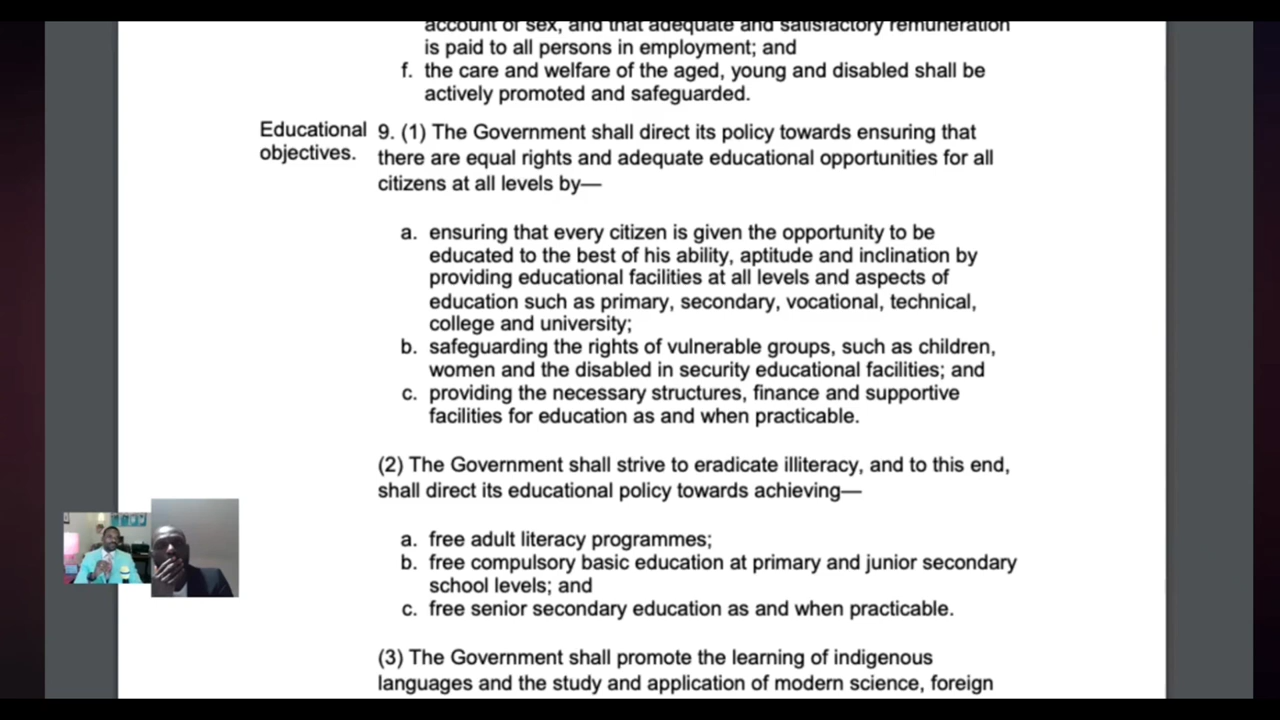 account of sex, and that adequate and satisfactory remuneration
is paid to all persons in employment; and
f. the care and welfare of the aged, young and disabled shall be
actively promoted and safeguarded.
Educational objectives.
9. (1) The Government shall direct its policy towards ensuring that
there are equal rights and adequate educational opportunities for all
citizens at all levels by—
a. ensuring that every citizen is given the opportunity to be
educated to the best of his ability, aptitude and inclination by
providing educational facilities at all levels and aspects of
education such as primary, secondary, vocational, technical,
college and university;
b. safeguarding the rights of vulnerable groups, such as children,
women and the disabled in security educational facilities; and
c. providing the necessary structures, finance and supportive
facilities for education as and when practicable.
(2) The Government shall strive to eradicate illiteracy, and to this end,
shall direct its educational policy towards achieving—
a. free adult literacy programmes;
b. free compulsory basic education at primary and junior secondary
school levels; and
c. free senior secondary education as and when practicable.
(3) The Government shall promote the learning of indigenous
languages and the study and application of modern science, foreign